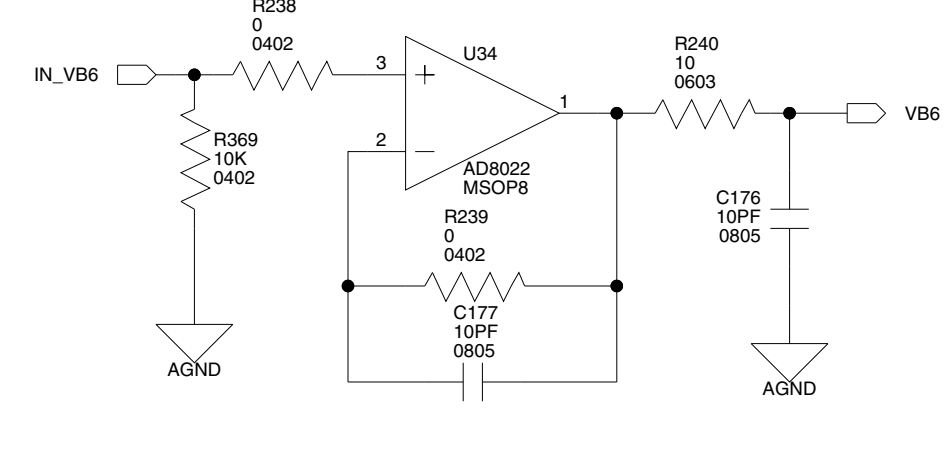 R238
0
0402
IN_VB6
3
+
U34
R240
10
0603
1
VB6
2
−
R369
10K
0402
AD8022
MSOP8
C176
10PF
0805
R239
0
0402
C177
10PF
0805
AGND
AGND